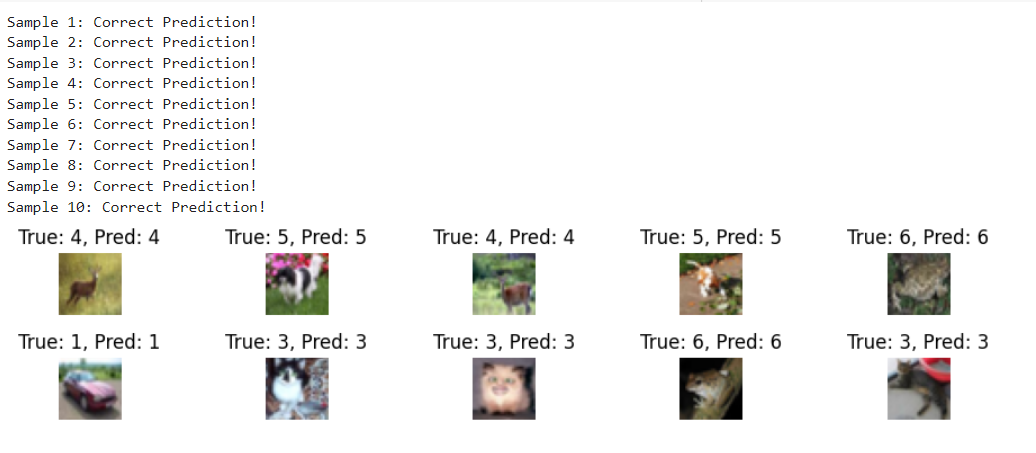 Sample 1: Correct Prediction!
Sample 2: Correct Prediction!
Sample 3: Correct Prediction!
Sample 4: Correct Prediction!
Sample 5: Correct Prediction!
Sample 6: Correct Prediction!
Sample 7: Correct Prediction!
Sample 8: Correct Prediction!
Sample 9: Correct Prediction!
Sample 10: Correct Prediction!
True: 4, Pred: 4 True: 5, Pred: 5 True: 4, Pred: 4 True: 5, Pred: 5 True: 6, Pred: 6
True: 1, Pred: 1 True: 3, Pred: 3 True: 3, Pred: 3 True: 6, Pred: 6 True: 3, Pred: 3